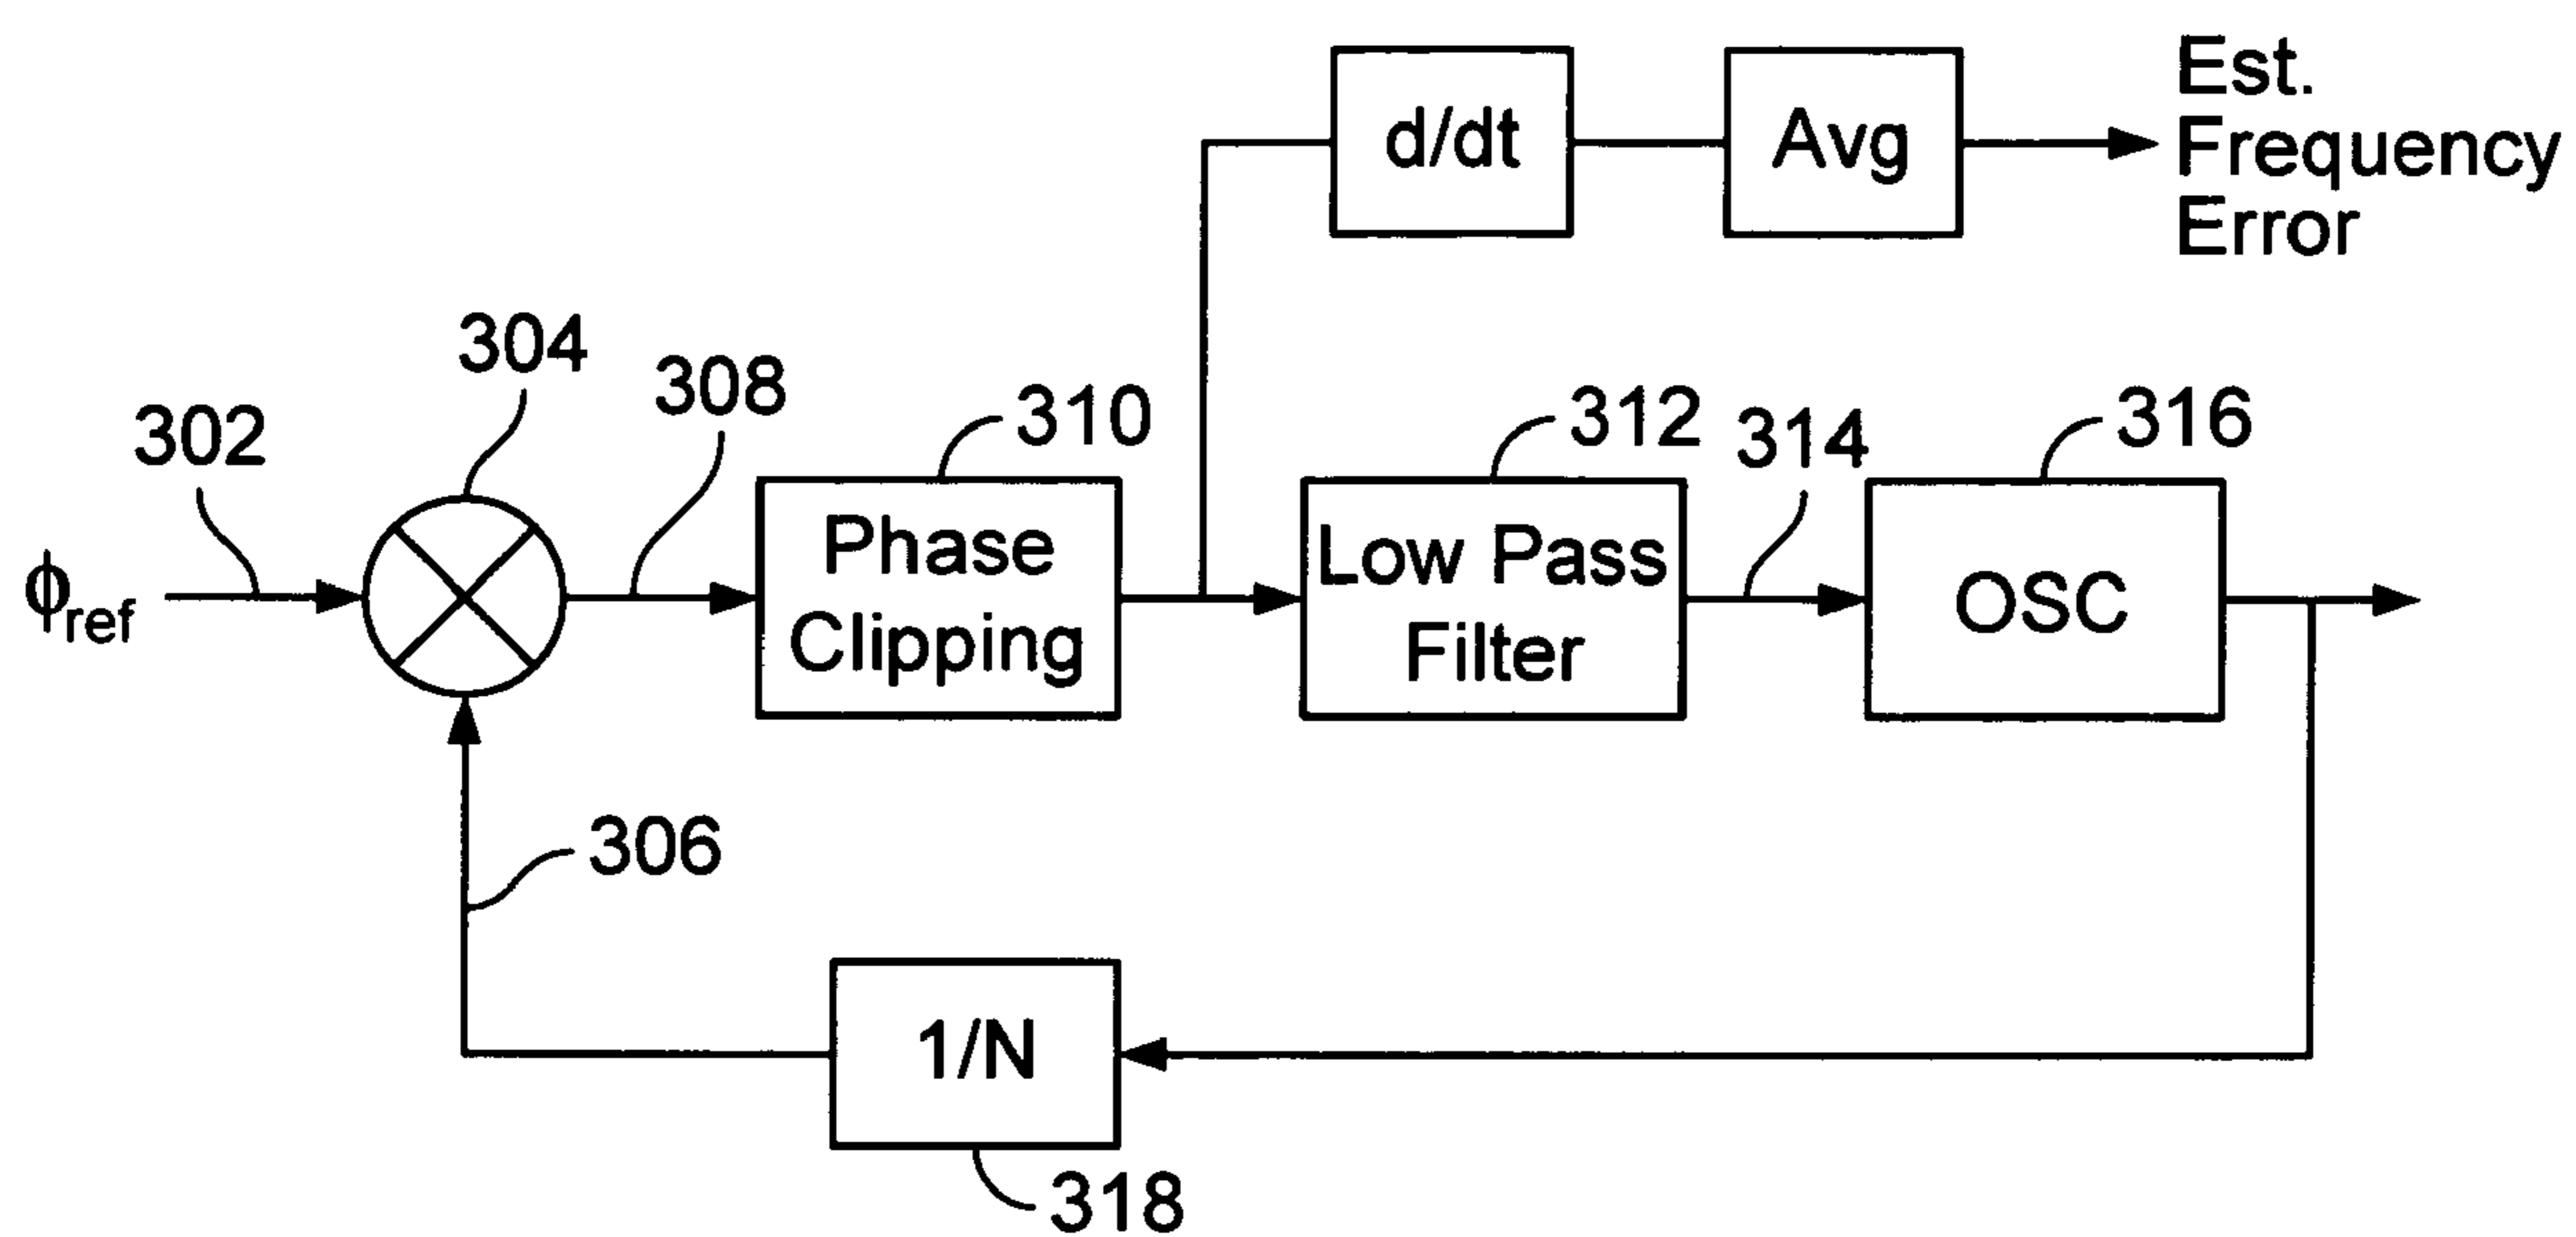 Est.
Frequency
Error
d/dt
Avg
304
308
302
310
312
314
316
ϕref
Phase
Clipping
Low Pass
Filter
OSC
306
1/N
318